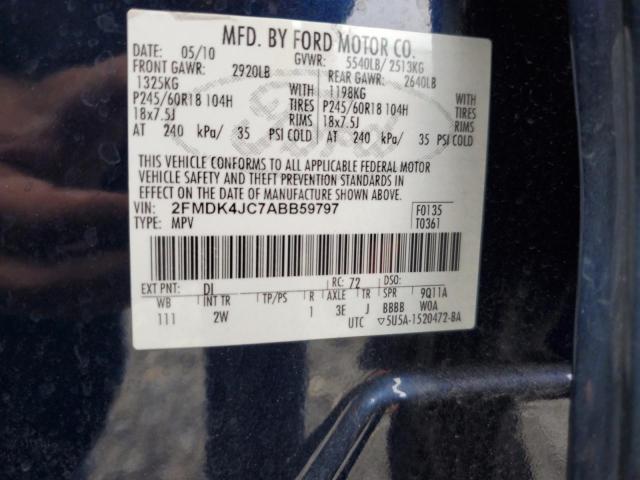 MFD. BY FORD MOTOR CO.
DATE: 05/10 GVWR: 5540LB/ 2513KG
FRONT GAWR: 2920LB REAR GAWR: 2640LB
1325KG WITH 1198KG WITH
P245/60R18 104H TIRES P245/60R18 104H TIRES
18x7.5J RIMS 18x7.5J RIMS
AT 240 kPa/ 35 PSI COLD AT 240 kPa/ 35 PSI COLD
THIS VEHICLE CONFORMS TO ALL APPLICABLE FEDERAL MOTOR
VEHICLE SAFETY AND THEFT PREVENTION STANDARDS IN
EFFECT ON THE DATE OF MANUFACTURE SHOWN ABOVE.
VIN: 2FMDK4JC7ABB59797 F0135
TYPE: MPV T0361
EXT PNT: DI RC: 72 DSO:
WB INT TR TP/PS R AXLE TR SPR 9Q11A
111 2W 1 3E J BBBB W0A
UTC ▽5U5A-1520472-BA
Ford